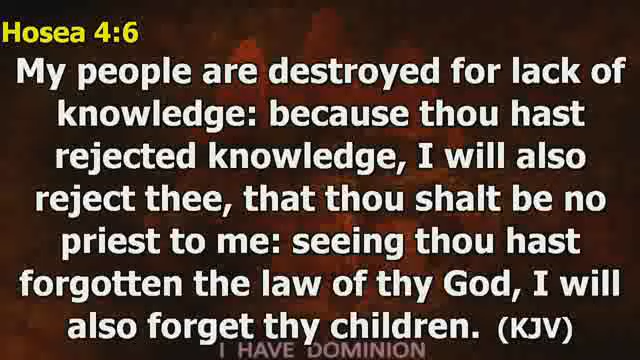 Hosea 4:6
My people are destroyed for lack of
knowledge: because thou hast
rejected knowledge, I will also
reject thee, that thou shalt be no
priest to me: seeing thou hast
forgotten the law of thy God, I will
also forget thy children. (KJV)
I HAVE DOMINION